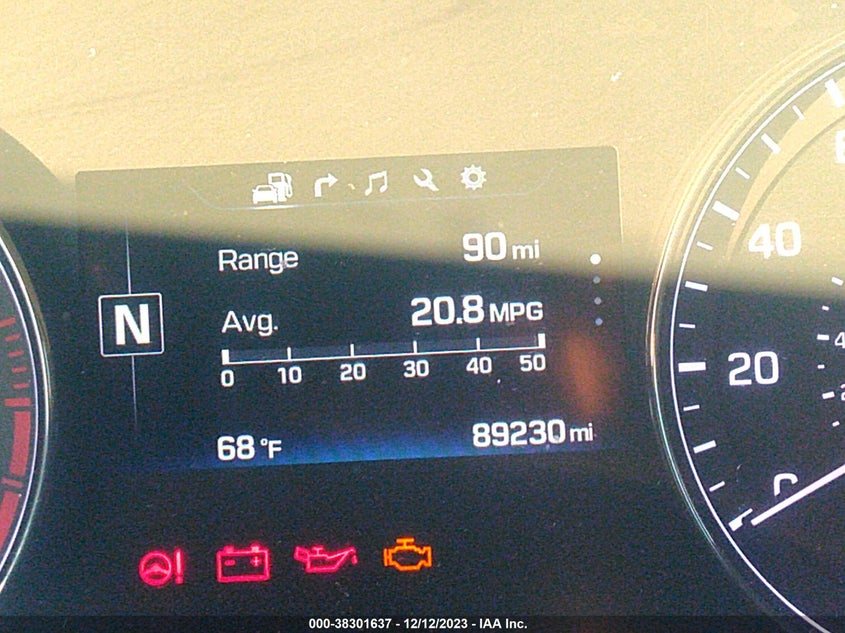 Range 90 mi
N
Avg. 20.8 MPG
0 10 20 30 40 50
68 °F 89230 mi
40
20
000-38301637 - 12/12/2023 - IAA Inc.